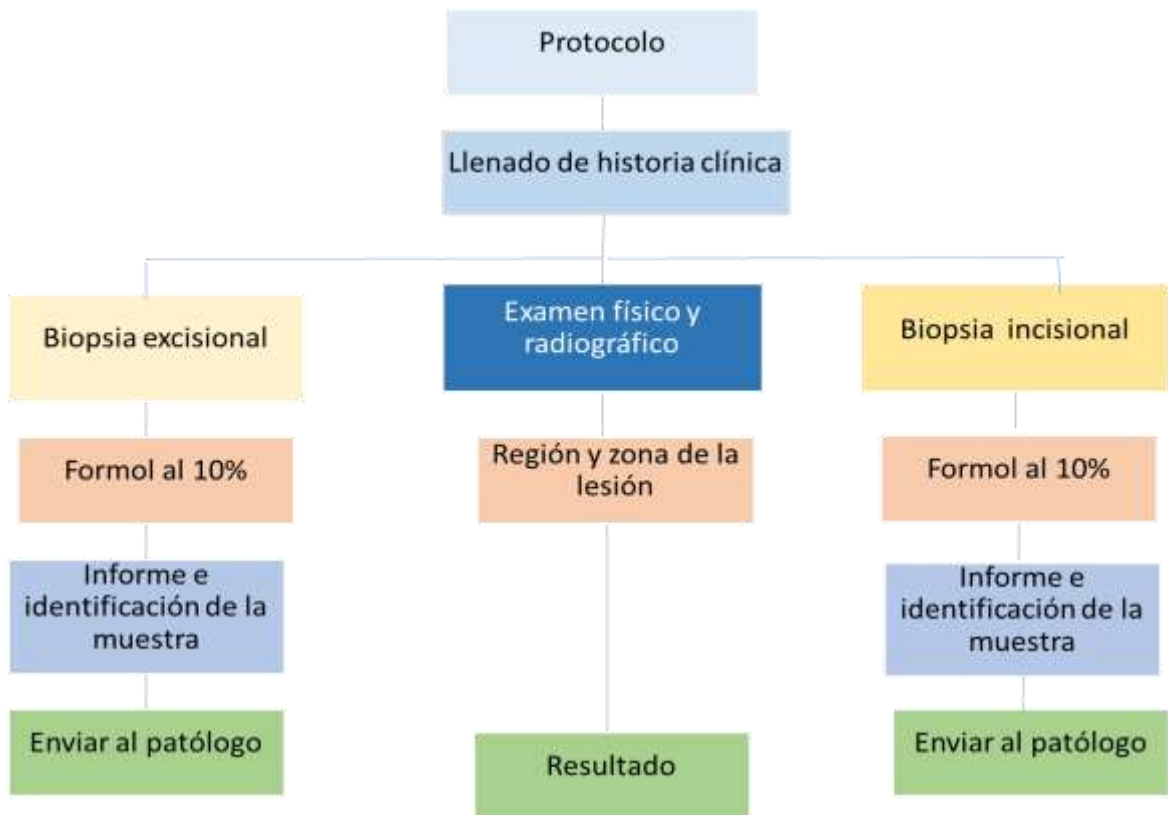 Protocolo
Llenado de historia clínica
Biopsia excisional
Examen físico y
radiográfico
Biopsia incisional
Formol al 10%
Región y zona de la
lesión
Formol al 10%
Informe e
identificación de la
muestra
Informe e
identificación de la
muestra
Enviar al patólogo
Resultado
Enviar al patólogo